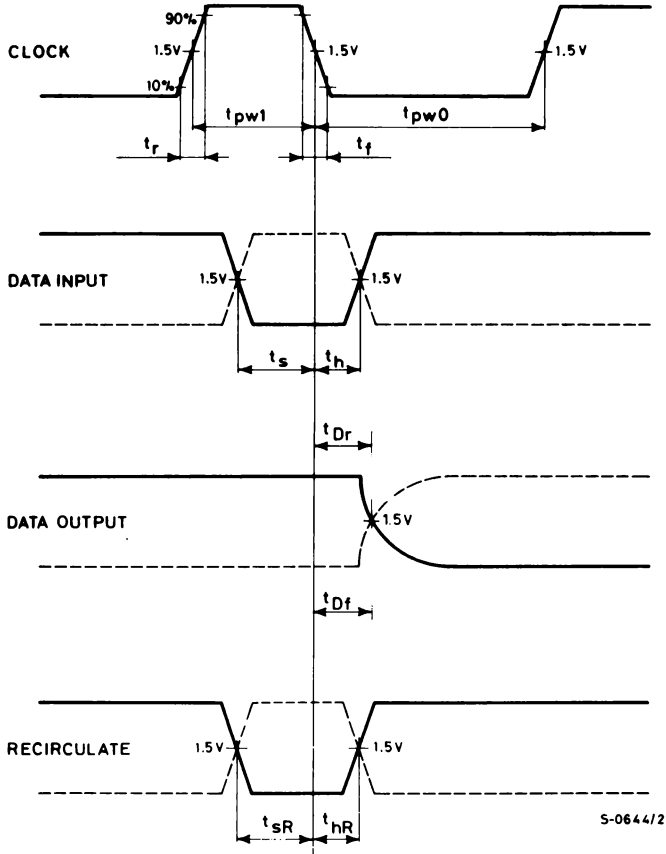 90%
CLOCK 1.5V 1.5V 1.5V
10%
tpw1 tpw0
tr tf
DATA INPUT 1.5V 1.5V
ts th
tDr
DATA OUTPUT 1.5V
tDf
RECIRCULATE 1.5V 1.5V
tsR thR
S-0644/2